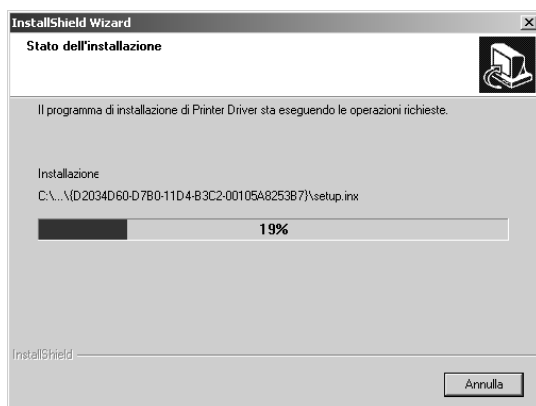 InstallShield Wizard
Stato dell'installazione
Il programma di installazione di Printer Driver sta eseguendo le operazioni richieste.
Installazione
C:\...\{D2034D60-D7B0-11D4-B3C2-00105A8253B7}\setup.inx
19%
InstallShield
Annulla